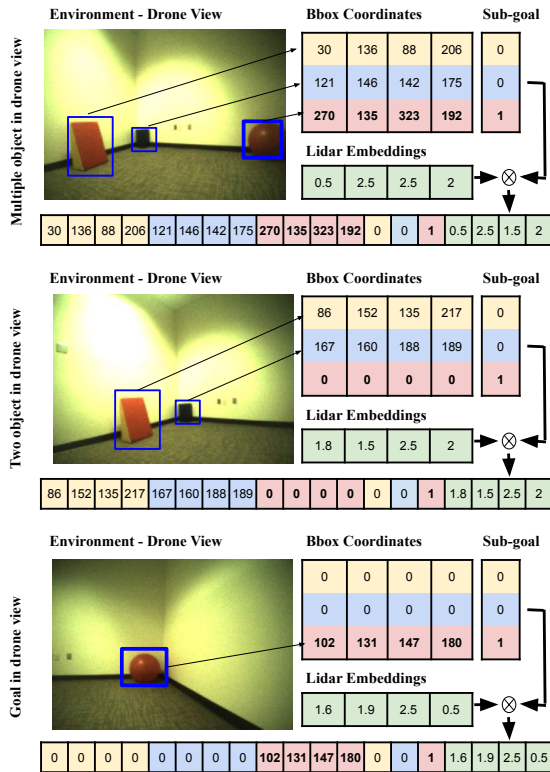 Environment - Drone View Bbox Coordinates Sub-goal
Multiple object in drone view
30 136 88 206 0
121 146 142 175 0
270 135 323 192 1
Lidar Embeddings
0.5 2.5 2.5 2
30 136 88 206 121 146 142 175 270 135 323 192 0 0 1 0.5 2.5 1.5 2
Environment - Drone View Bbox Coordinates Sub-goal
Two object in drone view
86 152 135 217 0
167 160 188 189 0
0 0 0 0 1
Lidar Embeddings
1.8 1.5 2.5 2
86 152 135 217 167 160 188 189 0 0 0 0 0 0 1 1.8 1.5 2.5 2
Environment - Drone View Bbox Coordinates Sub-goal
Goal in drone view
0 0 0 0 0
0 0 0 0 0
102 131 147 180 1
Lidar Embeddings
1.6 1.9 2.5 0.5
0 0 0 0 0 0 0 0 102 131 147 180 0 0 1 1.6 1.9 2.5 0.5